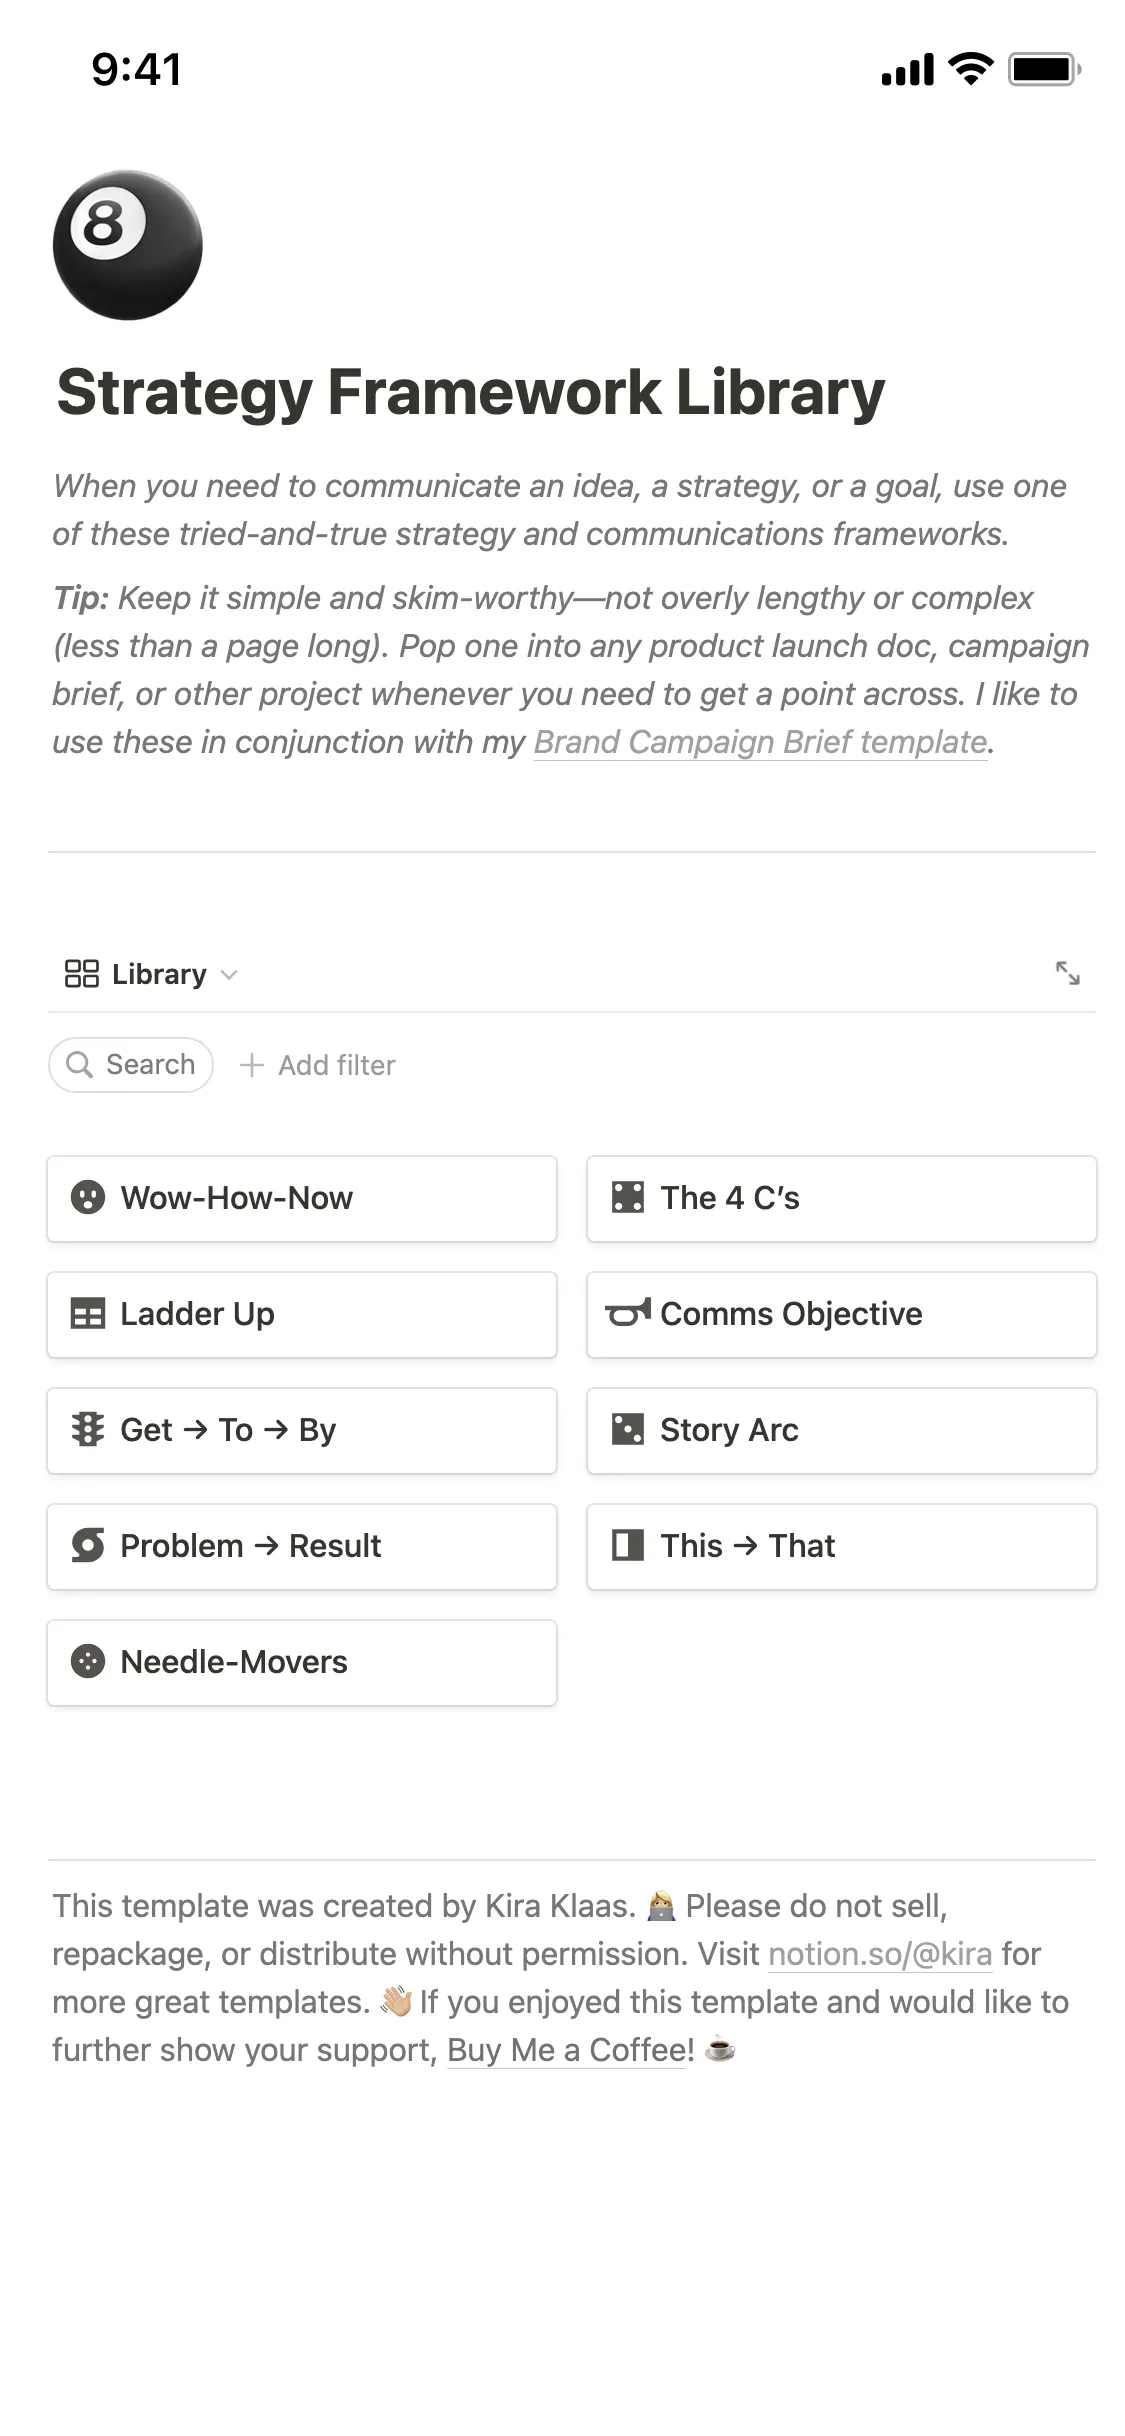 9:41
8
Strategy Framework Library
When you need to communicate an idea, a strategy, or a goal, use one
of these tried-and-true strategy and communications frameworks.
Tip: Keep it simple and skim-worthy—not overly lengthy or complex
(less than a page long). Pop one into any product launch doc, campaign
brief, or other project whenever you need to get a point across. I like to
use these in conjunction with my Brand Campaign Brief template.
Library
Search + Add filter
Wow-How-Now
The 4 C’s
Ladder Up
Comms Objective
Get → To → By
Story Arc
Problem → Result
This → That
Needle-Movers
This template was created by Kira Klaas. 👩🏼‍💻 Please do not sell,
repackage, or distribute without permission. Visit notion.so/@kira for
more great templates. 👋🏼 If you enjoyed this template and would like to
further show your support, Buy Me a Coffee! ☕